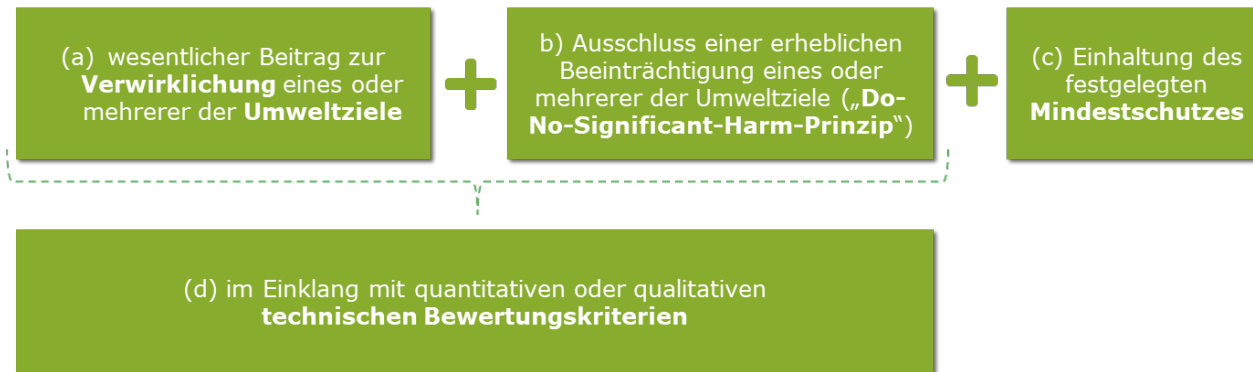 (a) wesentlicher Beitrag zur
Verwirklichung eines oder
mehrerer der Umweltziele
b) Ausschluss einer erheblichen
Beeinträchtigung eines oder
mehrerer der Umweltziele („Do-
No-Significant-Harm-Prinzip“)
(c) Einhaltung des
festgelegten
Mindestschutzes
(d) im Einklang mit quantitativen oder qualitativen
technischen Bewertungskriterien